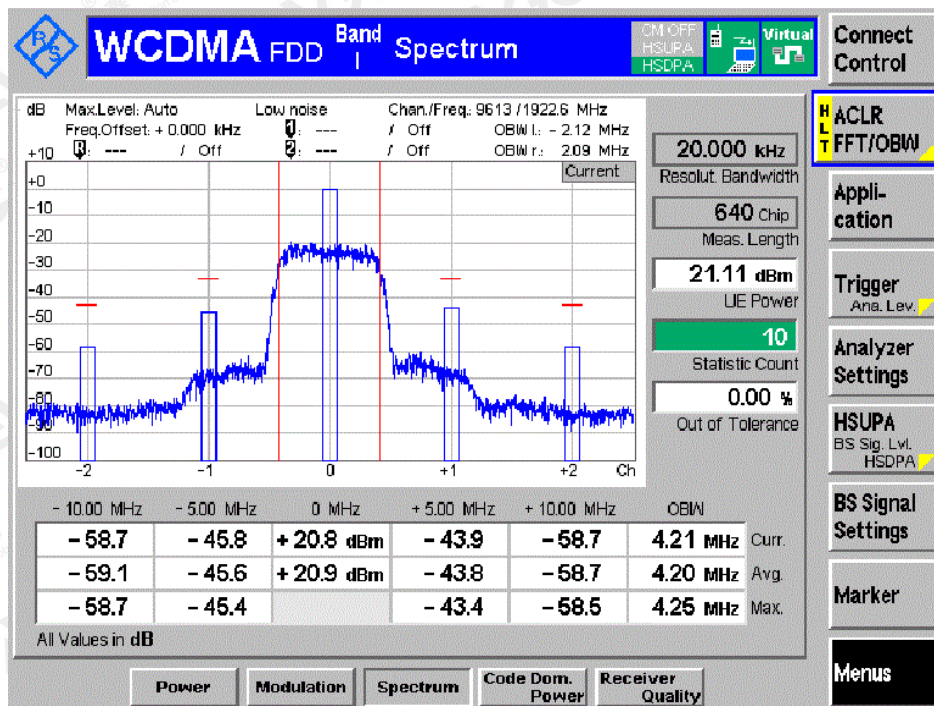 R S
WCDMA FDD Band I Spectrum
CM OFF
HSUPA
HSDPA
Virtual
Connect Control
dB Max.Level: Auto Low noise Chan./Freq.: 9613 / 1922.6 MHz
Freq.Offset: + 0.000 kHz 1: --- / Off OBW l.: - 2.12 MHz
R: --- / Off 2: --- / Off OBW r.: 2.09 MHz
Current
+10
+0
-10
-20
-30
-40
-50
-60
-70
-80
-90
-100
-2 -1 0 +1 +2 Ch
20.000 kHz
Resolut. Bandwidth
640 Chip
Meas. Length
21.11 dBm
UE Power
10
Statistic Count
0.00 %
Out of Tolerance
- 10.00 MHz - 5.00 MHz 0 MHz + 5.00 MHz + 10.00 MHz OBW
- 58.7 - 45.8 + 20.8 dBm - 43.9 - 58.7 4.21 MHz Curr.
- 59.1 - 45.6 + 20.9 dBm - 43.8 - 58.7 4.20 MHz Avg.
- 58.7 - 45.4 - 43.4 - 58.5 4.25 MHz Max.
All Values in dB
HLT
ACLR
FFT/OBW
Appli-
cation
Trigger
Ana. Lev.
Analyzer
Settings
HSUPA
BS Sig. Lvl.
HSDPA
BS Signal
Settings
Marker
Menus
Power
Modulation
Spectrum
Code Dom.
Power
Receiver
Quality